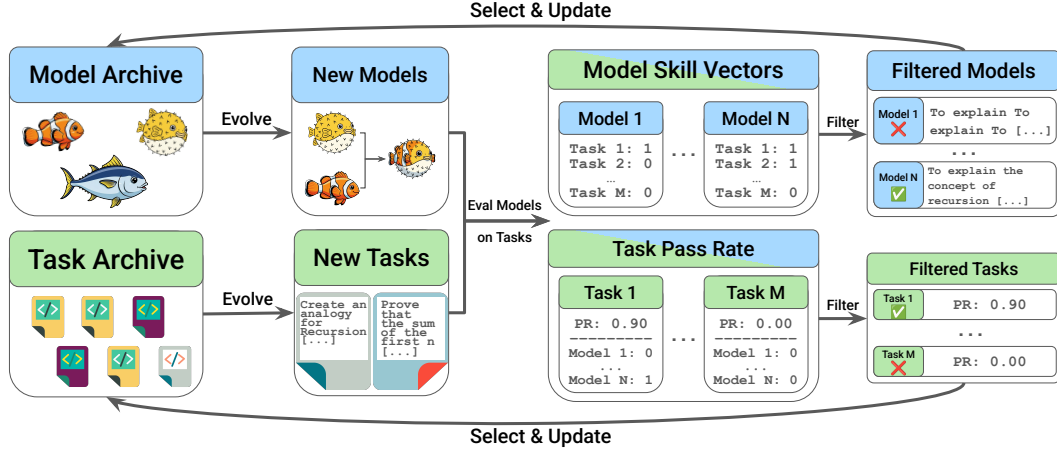 Select & Update
Model Archive
Evolve
New Models
Model Skill Vectors
Model 1
Task 1: 1
Task 2: 0
…
Task M: 0
...
Model N
Task 1: 1
Task 2: 1
…
Task M: 0
Filter
Filtered Models
Model 1
❌
To explain To
explain To [...]
...
Model N
✅
To explain the
concept of
recursion [...]
Eval Models
on Tasks
Task Archive
</>
</>
</>
</>
</>
</>
Evolve
New Tasks
Create an
analogy
for
Recursion
[...]
Prove
that
the sum
of the
first n
[...]
Task Pass Rate
Task 1
PR: 0.90
----------
Model 1: 0
...
Model N: 1
...
Task M
PR: 0.00
----------
Model 1: 0
...
Model N: 0
Filter
Filtered Tasks
Task 1
✅
PR: 0.90
...
Task M
❌
PR: 0.00
Select & Update